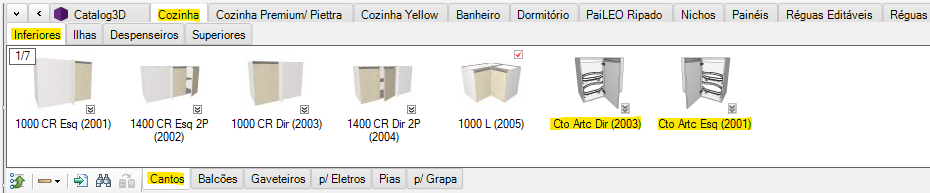 Catalog3D Cozinha Cozinha Premium/ Piettra Cozinha Yellow Banheiro Dormitório PaiLEO Ripado Nichos Painéis Réguas Editáveis Réguas
Inferiores Ilhas Despenseiros Superiores
1/7
1000 CR Esq (2001) 1400 CR Esq 2P (2002) 1000 CR Dir (2003) 1400 CR Dir 2P (2004) 1000 L (2005) Cto Artc Dir (2003) Cto Artc Esq (2001)
Cantos Balcões Gaveteiros p/ Eletros Pias p/ Grapa